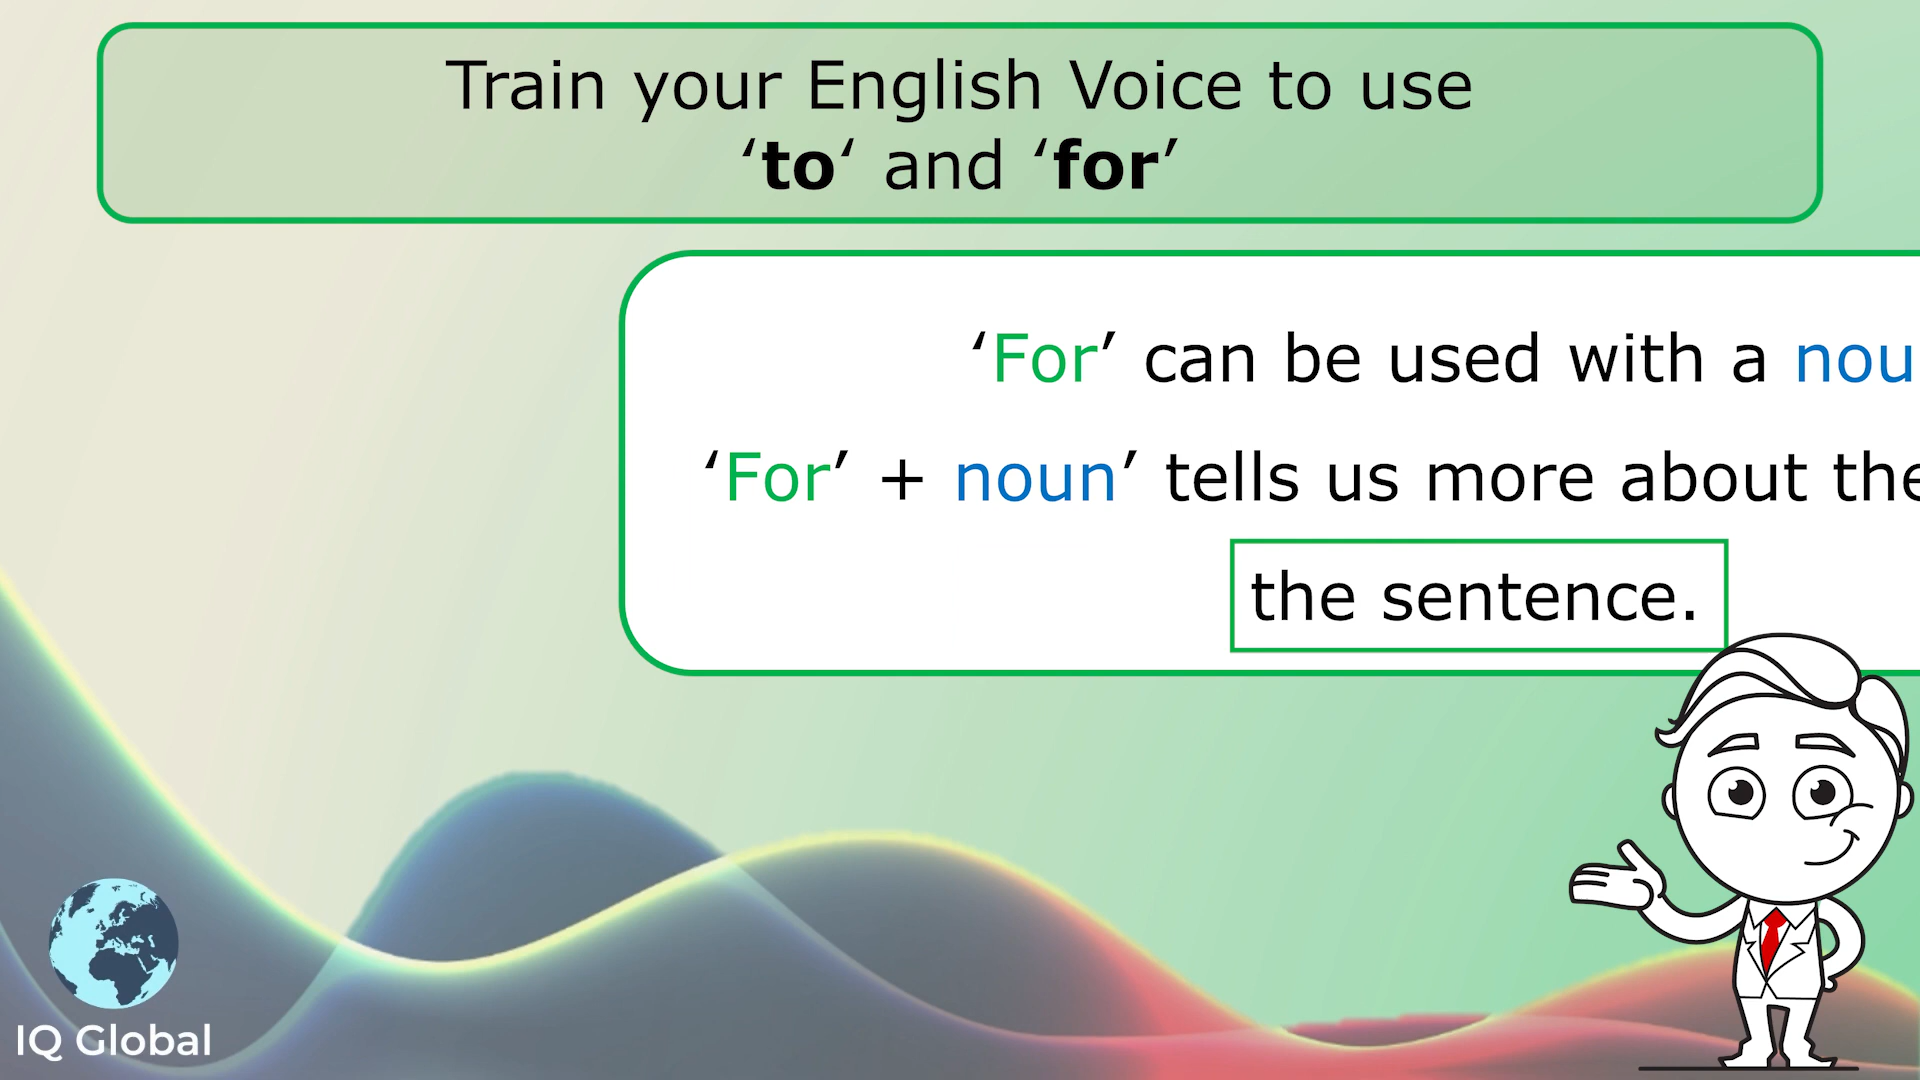 Train your English Voice to use
‘to‘ and ‘for’
‘For’ can be used with a
‘For’ + noun’ tells us more about
the sentence.
IQ Global